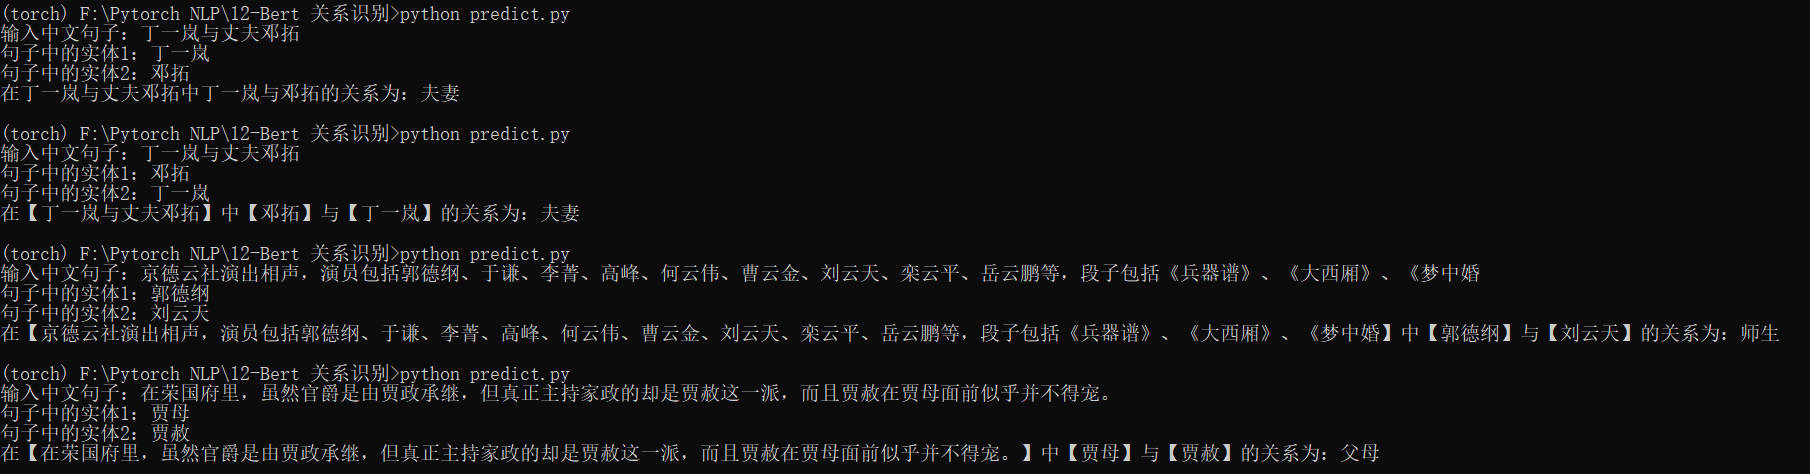 (torch) F:\Pytorch NLP\12-Bert 关系识别>python predict.py
输入中文句子：丁一岚与丈夫邓拓
句子中的实体1：丁一岚
句子中的实体2：邓拓
在丁一岚与丈夫邓拓中丁一岚与邓拓的关系为：夫妻
(torch) F:\Pytorch NLP\12-Bert 关系识别>python predict.py
输入中文句子：丁一岚与丈夫邓拓
句子中的实体1：邓拓
句子中的实体2：丁一岚
在【丁一岚与丈夫邓拓】中【邓拓】与【丁一岚】的关系为：夫妻
(torch) F:\Pytorch NLP\12-Bert 关系识别>python predict.py
输入中文句子：京德云社演出相声，演员包括郭德纲、于谦、李菁、高峰、何云伟、曹云金、刘云天、栾云平、岳云鹏等，段子包括《兵器谱》、《大西厢》、《梦中婚
句子中的实体1：郭德纲
句子中的实体2：刘云天
在【京德云社演出相声，演员包括郭德纲、于谦、李菁、高峰、何云伟、曹云金、刘云天、栾云平、岳云鹏等，段子包括《兵器谱》、《大西厢》、《梦中婚】中【郭德纲】与【刘云天】的关系为：师生
(torch) F:\Pytorch NLP\12-Bert 关系识别>python predict.py
输入中文句子：在荣国府里，虽然官爵是由贾政承继，但真正主持家政的却是贾赦这一派，而且贾赦在贾母面前似乎并不得宠。
句子中的实体1：贾母
句子中的实体2：贾赦
在【在荣国府里，虽然官爵是由贾政承继，但真正主持家政的却是贾赦这一派，而且贾赦在贾母面前似乎并不得宠。】中【贾母】与【贾赦】的关系为：父母